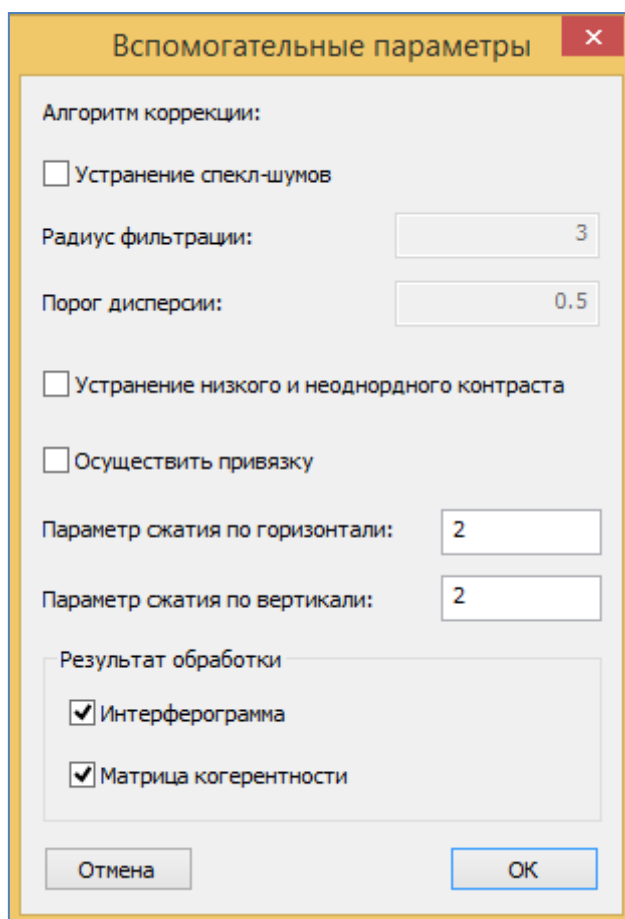 Вспомогательные параметры
Алгоритм коррекции:
Устранение спекл-шумов
Радиус фильтрации: 3
Порог дисперсии: 0.5
Устранение низкого и неоднордного контраста
Осуществить привязку
Параметр сжатия по горизонтали: 2
Параметр сжатия по вертикали: 2
Результат обработки
Интерферограмма
Матрица когерентности
Отмена ОК